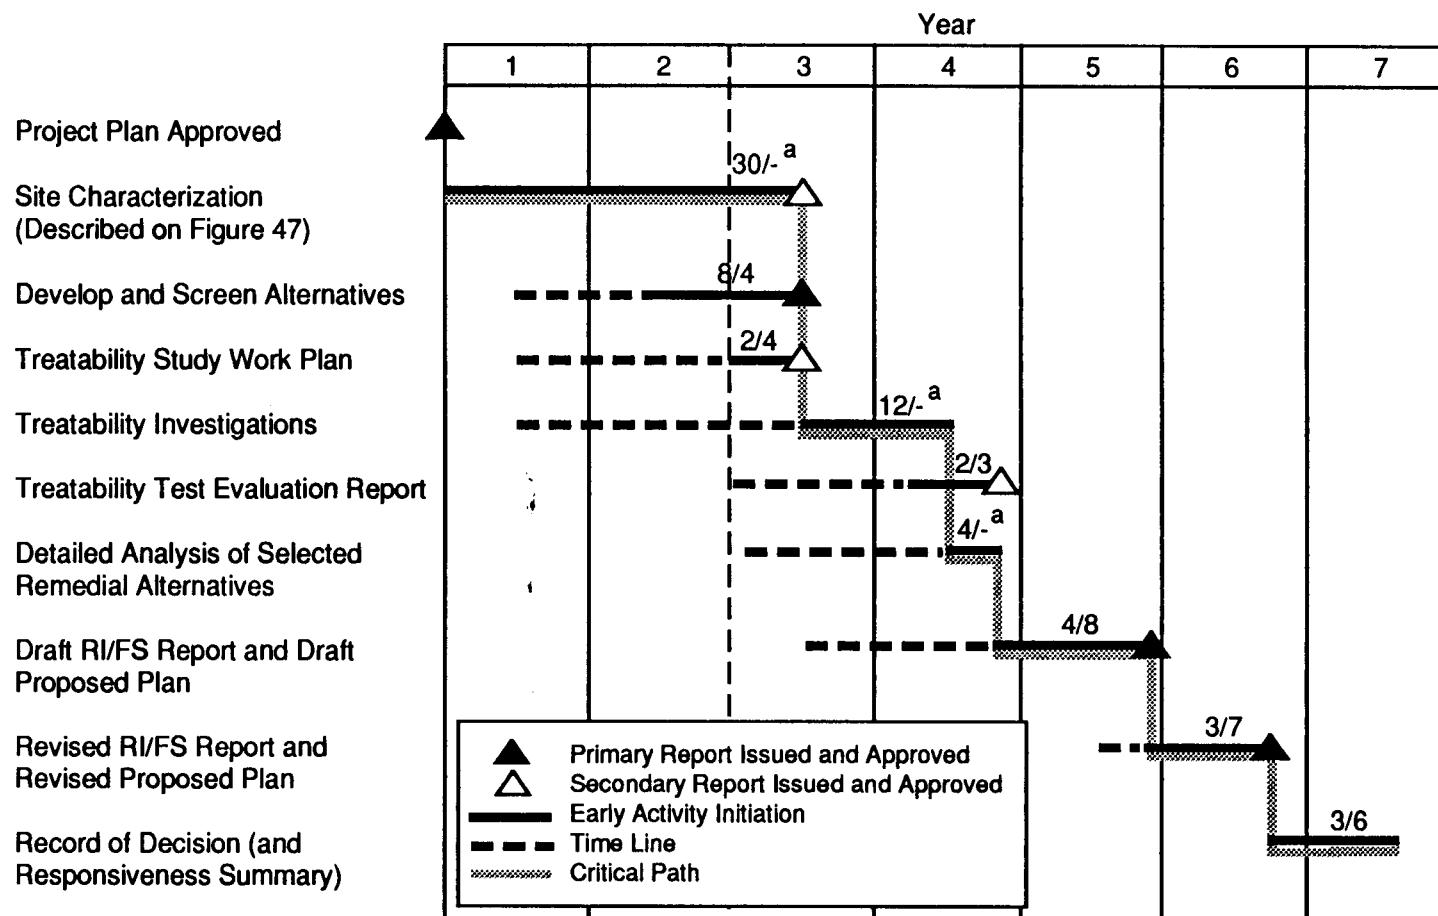 Year
1 2 3 4 5 6 7
Project Plan Approved
30/- a
Site Characterization
(Described on Figure 47)
8/4
Develop and Screen Alternatives
2/4
Treatability Study Work Plan
12/- a
Treatability Investigations
2/3
Treatability Test Evaluation Report
4/- a
Detailed Analysis of Selected
Remedial Alternatives
4/8
Draft RI/FS Report and Draft
Proposed Plan
3/7
Revised RI/FS Report and
Revised Proposed Plan
3/6
Record of Decision (and
Responsiveness Summary)
Primary Report Issued and Approved
Secondary Report Issued and Approved
Early Activity Initiation
Time Line
Critical Path